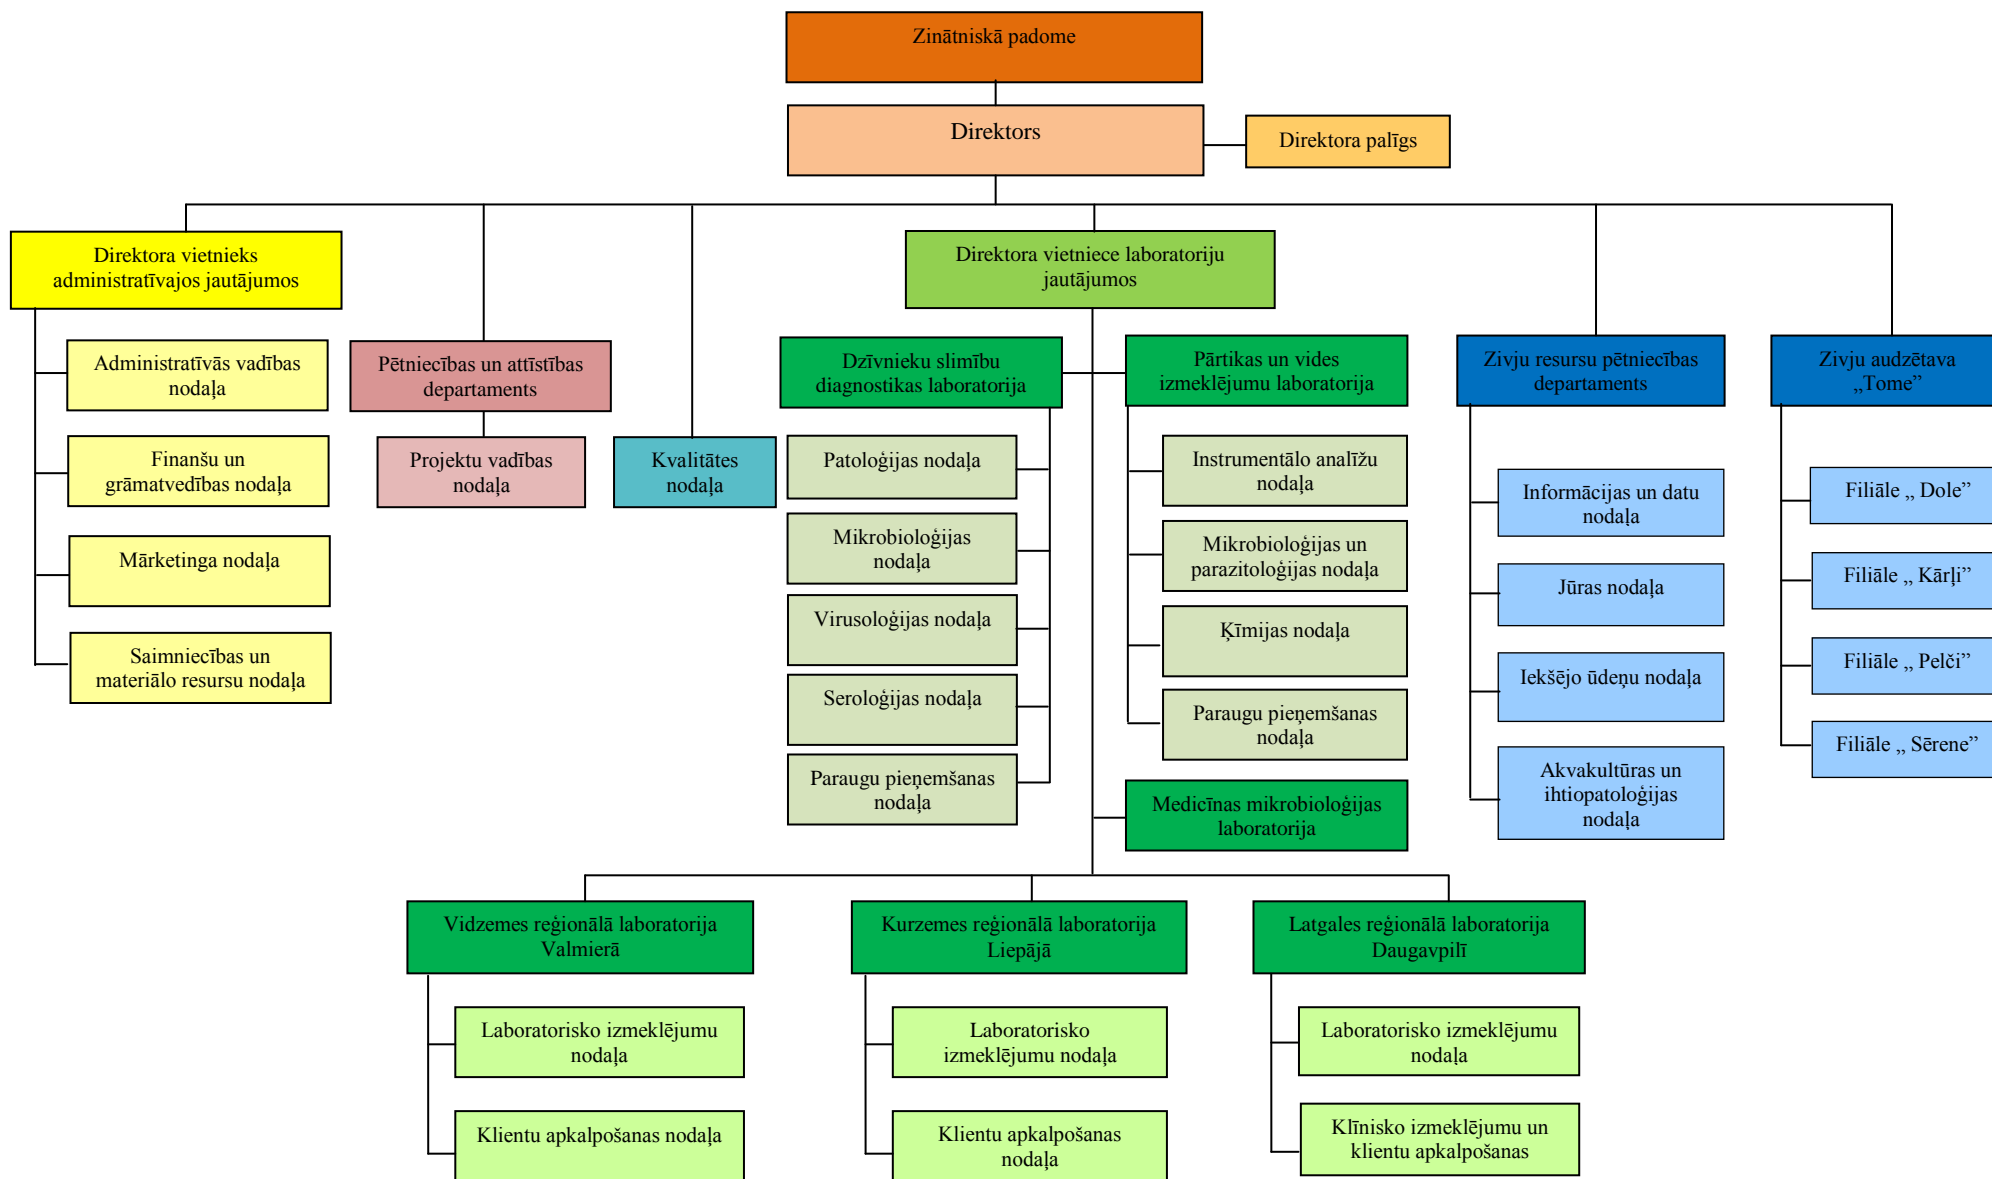 Zinātniskā padome
Direktors
Direktora palīgs
Direktora vietnieks
administratīvajos jautājumos
Administratīvās vadības
nodaļa
Finanšu un
grāmatvedības nodaļa
Mārketinga nodaļa
Saimniecības un
materiālo resursu nodaļa
Pētniecības un attīstības
departaments
Projektu vadības
nodaļa
Kvalitātes
nodaļa
Direktora vietniece laboratoriju
jautājumos
Dzīvnieku slimību
diagnostikas laboratorija
Patoloģijas nodaļa
Mikrobioloģijas
nodaļa
Virusoloģijas nodaļa
Seroloģijas nodaļa
Paraugu pieņemšanas
nodaļa
Pārtikas un vides
izmeklējumu laboratorija
Instrumentālo analīžu
nodaļa
Mikrobioloģijas un
parazitoloģijas nodaļa
Ķīmijas nodaļa
Paraugu pieņemšanas
nodaļa
Medicīnas mikrobioloģijas
laboratorija
Zivju resursu pētniecības
departaments
Informācijas un datu
nodaļa
Jūras nodaļa
Iekšējo ūdeņu nodaļa
Akvakultūras un
ihtiopatoloģijas
nodaļa
Zivju audzētava
„Tome”
Filiāle „ Dole”
Filiāle „ Kārļi”
Filiāle „ Pelči”
Filiāle „ Sērene”
Vidzemes reģionālā laboratorija
Valmierā
Laboratorisko izmeklējumu
nodaļa
Klientu apkalpošanas nodaļa
Kurzemes reģionālā laboratorija
Liepājā
Laboratorisko
izmeklējumu nodaļa
Klientu apkalpošanas
nodaļa
Latgales reģionālā laboratorija
Daugavpilī
Laboratorisko izmeklējumu
nodaļa
Klīnisko izmeklējumu un
klientu apkalpošanas